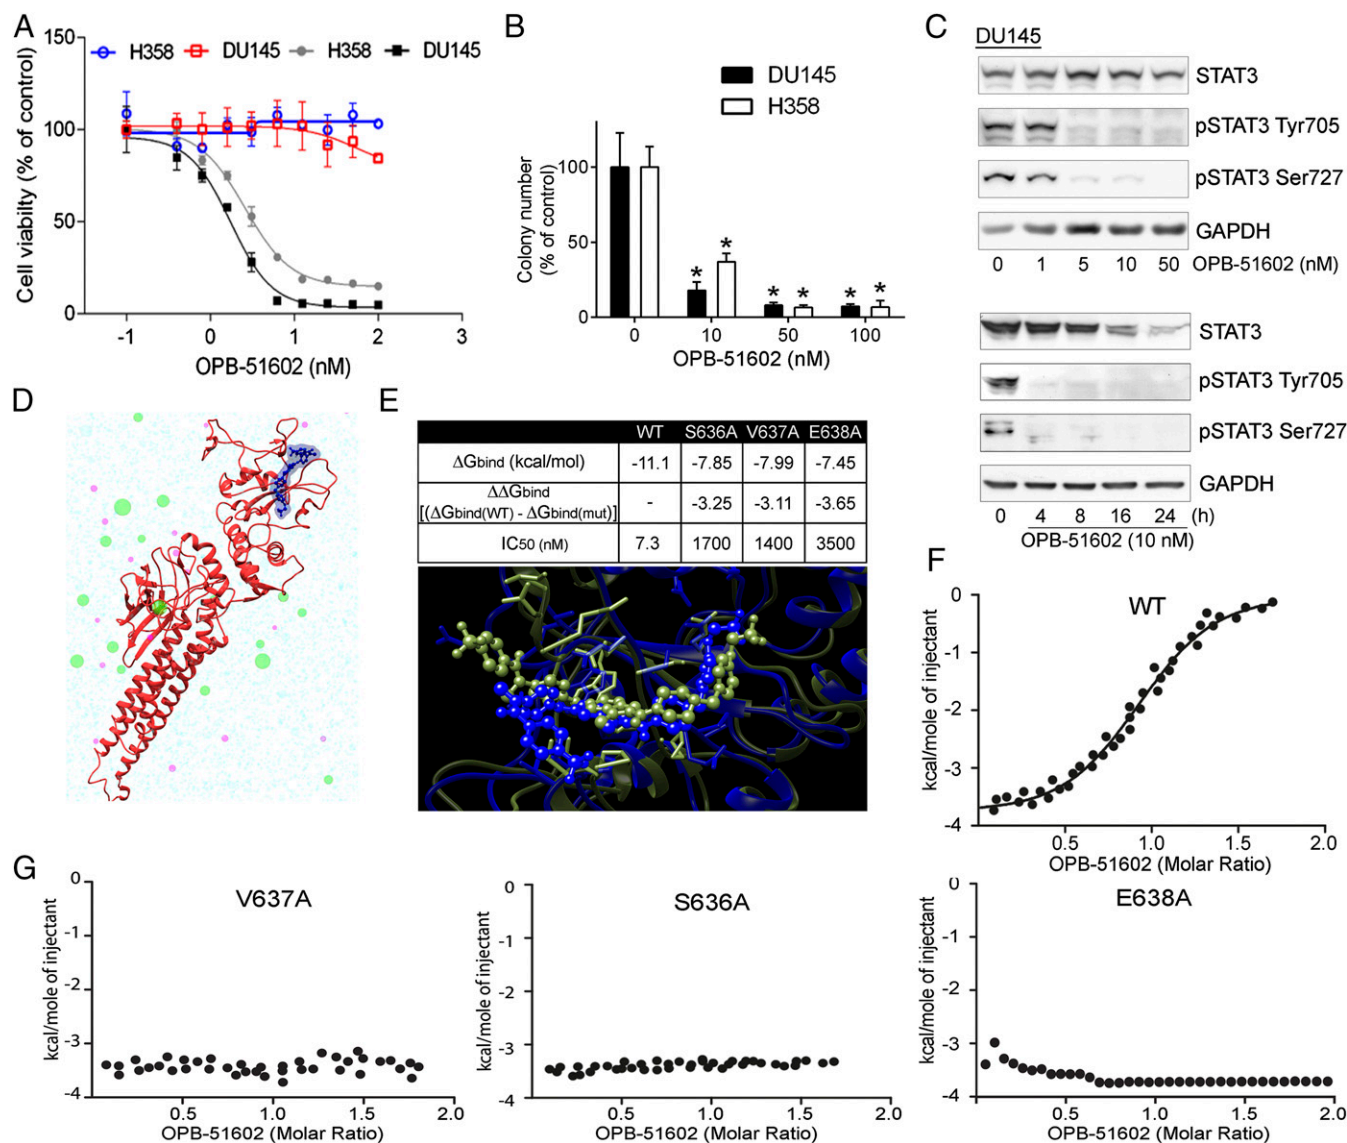 A
150
H358 DU145 H358 DU145
100
50
0
-1 0 1 2 3
Cell viabilty (% of control)
OPB-51602 (nM)
B
DU145
H358
100
50
0
Colony number
(% of control)
* * * * * *
0 10 50 100
OPB-51602 (nM)
C
DU145
STAT3
pSTAT3 Tyr705
pSTAT3 Ser727
GAPDH
0 1 5 10 50 OPB-51602 (nM)
STAT3
pSTAT3 Tyr705
pSTAT3 Ser727
GAPDH
0 4 8 16 24 (h)
OPB-51602 (10 nM)
D
E
WT S636A V637A E638A
ΔGbind (kcal/mol) -11.1 -7.85 -7.99 -7.45
ΔΔGbind
[(ΔGbind(WT) - ΔGbind(mut)] - -3.25 -3.11 -3.65
IC50 (nM) 7.3 1700 1400 3500
F
WT
0
-1
-2
-3
-4
kcal/mole of injectant
0.5 1.0 1.5 2.0
OPB-51602 (Molar Ratio)
G
V637A
0
-1
-2
-3
-4
kcal/mole of injectant
0.5 1.0 1.5 2.0
OPB-51602 (Molar Ratio)
S636A
0
-1
-2
-3
-4
kcal/mole of injectant
0.5 1.0 1.5 2.0
OPB-51602 (Molar Ratio)
E638A
0
-1
-2
-3
-4
kcal/mole of injectant
0.5 1.0 1.5 2.0
OPB-51602 (Molar Ratio)